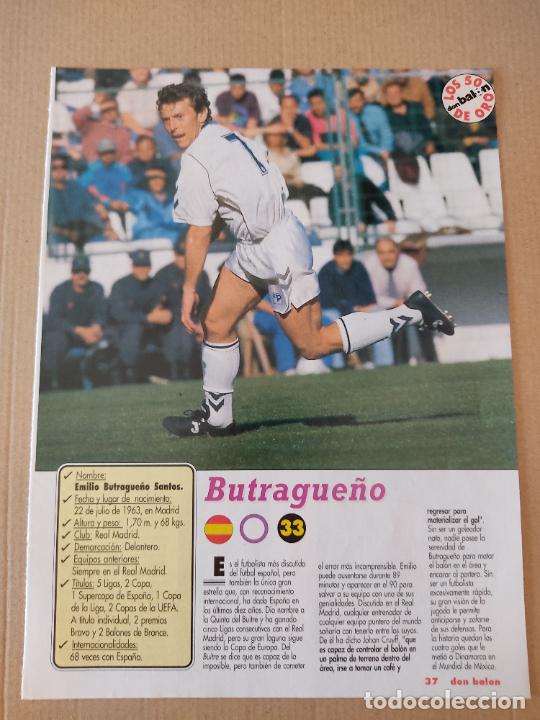 LOS 50
don balón
DE ORO
7
Butragueño
33
Nombre:
Emilio Butragueño Santos.
Fecha y lugar de nacimiento:
22 de julio de 1963, en Madrid
Altura y peso: 1,70 m. y 68 kgs.
Club: Real Madrid.
Demarcación: Delantero.
Equipos anteriores:
Siempre en el Real Madrid.
Títulos: 5 Ligas, 2 Copa,
1 Supercopa de España, 1 Copa
de la Liga, 2 Copas de la UEFA.
A título individual, 2 premios
Bravo y 2 Balones de Bronce.
Internacionalidades:
68 veces con España.
Es el futbolista más discutido
del fútbol español, pero
también la única gran
estrella que, con reconocimiento
internacional, ha dado España en
los últimos diez años. Dio nombre a
la Quinta del Buitre y ha ganado
cinco Ligas consecutivas con el Real
Madrid, pero su gran laguna sigue
siendo la Copa de Europa. Del
Buitre se dice que es capaz de lo
imposible, pero también de cometer
el error más incomprensible. Emilio
puede ausentarse durante 89
minutos y aparecer en el 90 para
salvar a su equipo con una de sus
genialidades. Discutido en el Real
Madrid, cualquier entrenador de
cualquier equipo puntero del mundo
soñaría con tenerlo entre los suyos.
De él ha dicho Johan Cruyff, "que
es capaz de controlar el balón en
un palmo de terreno dentro del
área, irse a tomar un café y
regresar para
materializar el gol".
Sin ser un goleador
nato, nadie posee la
serenidad de
Butragueño para matar
el balón en el área y
encarar al portero. Sin
ser un futbolista
excesivamente rápido,
su gran visión de la
jugada le permite
anticiparse y zafarse
de sus defensas. Para
la historia quedan los
cuatro goles que le
metió a Dinamarca en
el Mundial de México.
37 don balon
todocoleccion
todocoleccion.net